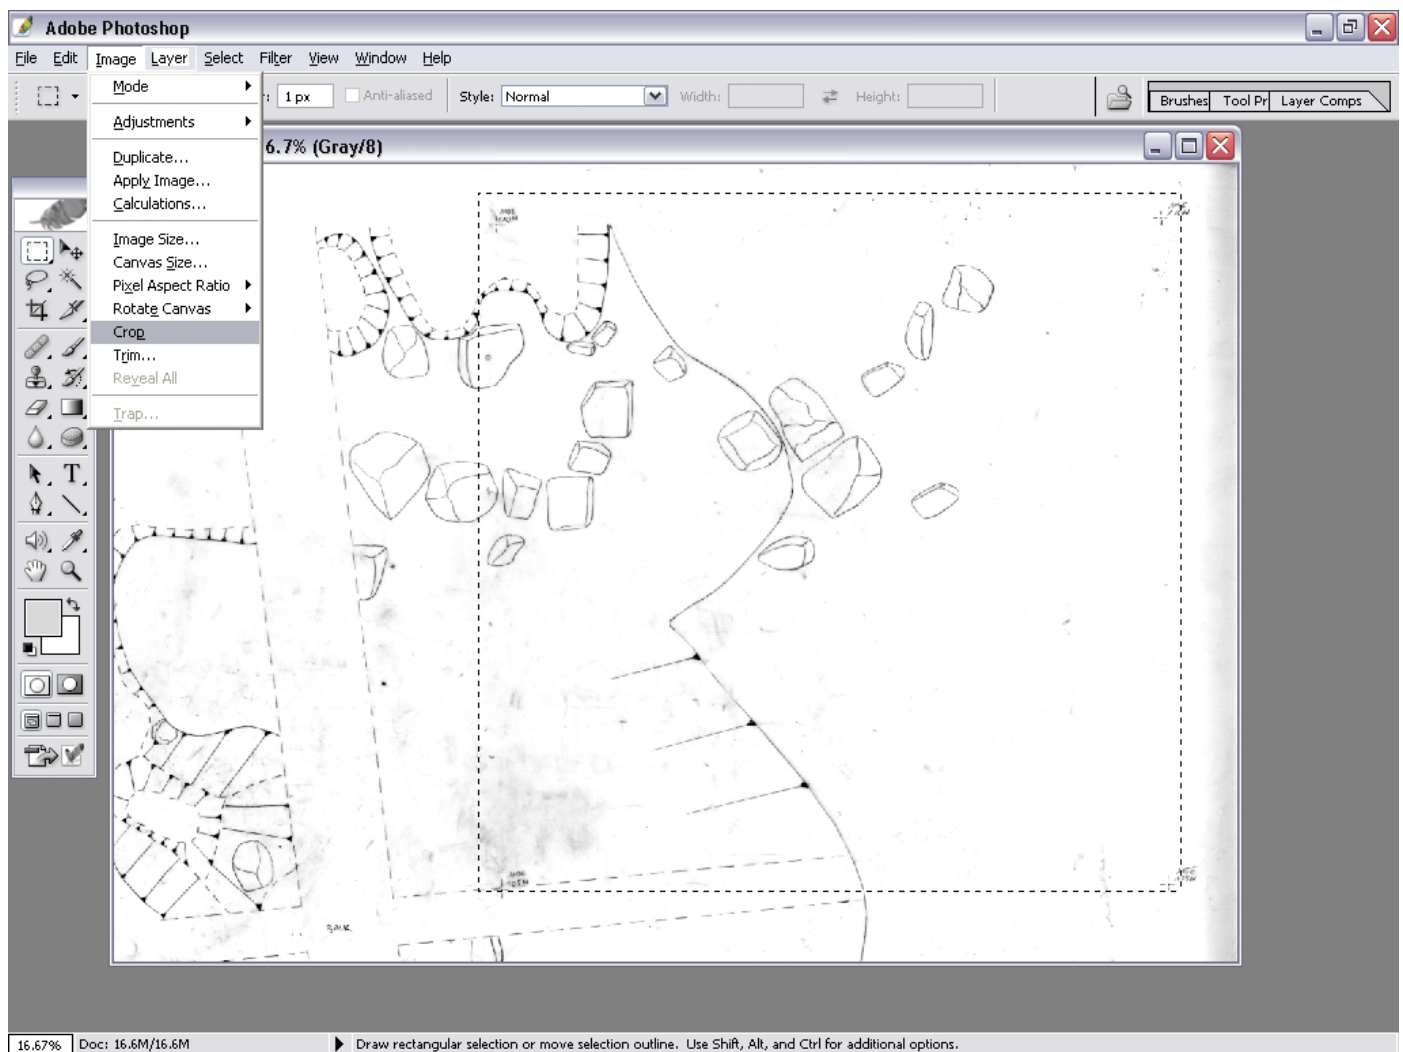 Adobe Photoshop
File Edit Image Layer Select Filter View Window Help
: 1 px Anti-aliased Style: Normal Width: Height: Brushes Tool Pr Layer Comps
Mode
Adjustments
Duplicate...
Apply Image...
Calculations...
Image Size...
Canvas Size...
Pixel Aspect Ratio
Rotate Canvas
Crop
Trim...
Reveal All
Trap...
6.7% (Gray/8)
T
BALK
16.67% Doc: 16.6M/16.6M Draw rectangular selection or move selection outline. Use Shift, Alt, and Ctrl for additional options.